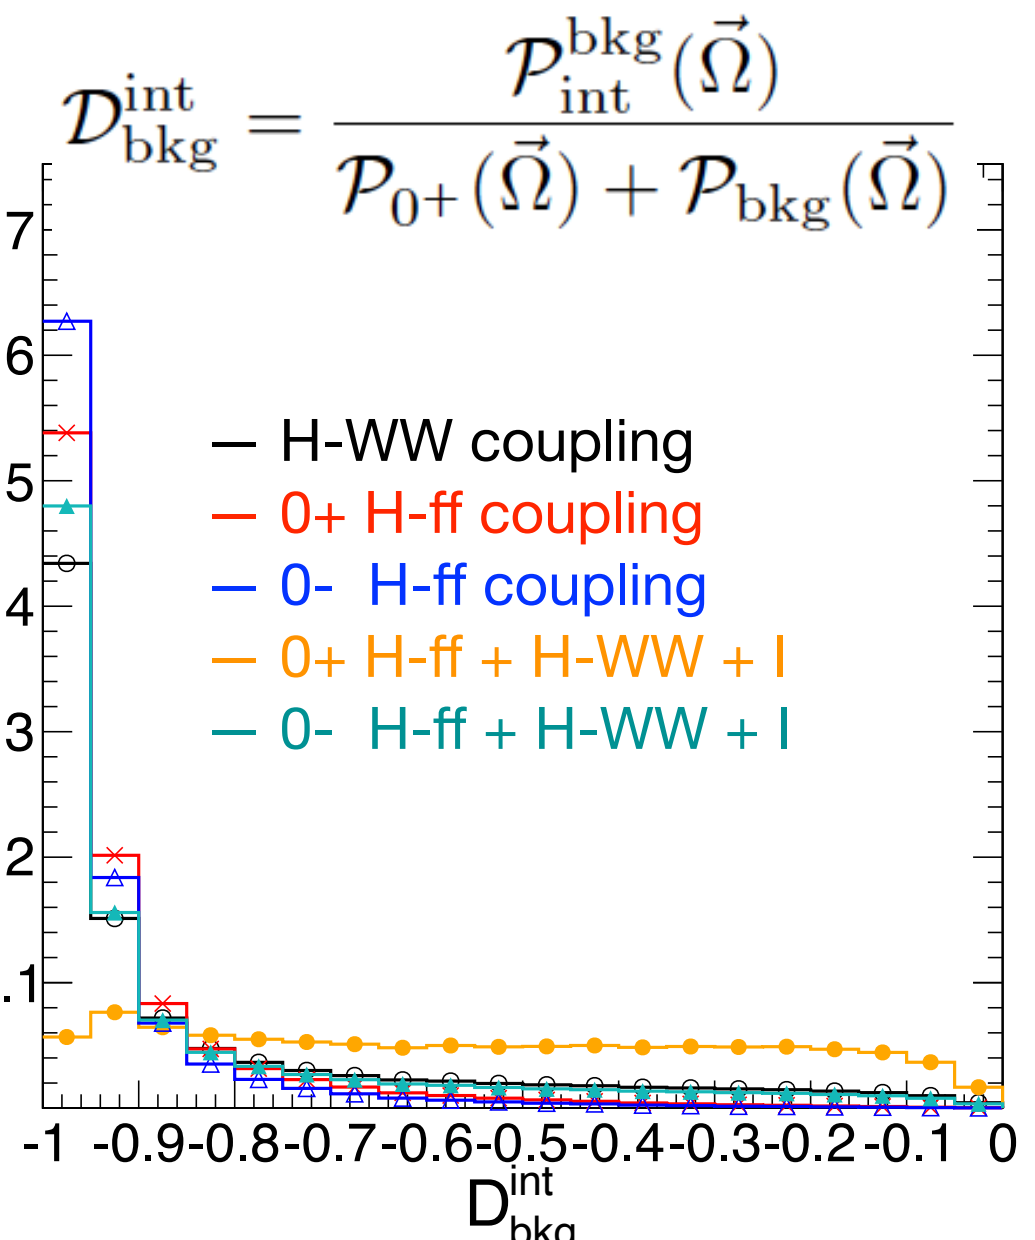 𝒟^int_bkg = 𝒫^bkg_int(Ω⃗) / 𝒫_0+(Ω⃗) + 𝒫_bkg(Ω⃗)
7
6
5
4
3
2
.1
H-WW coupling
0+ H-ff coupling
0- H-ff coupling
0+ H-ff + H-WW + I
0- H-ff + H-WW + I
-1 -0.9 -0.8 -0.7 -0.6 -0.5 -0.4 -0.3 -0.2 -0.1 0
D^int_bkg